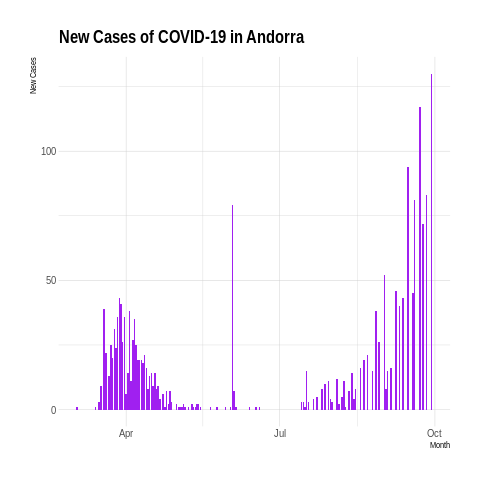 New Cases of COVID-19 in Andorra
New Cases
100
50
0
Apr
Jul
Oct
Month